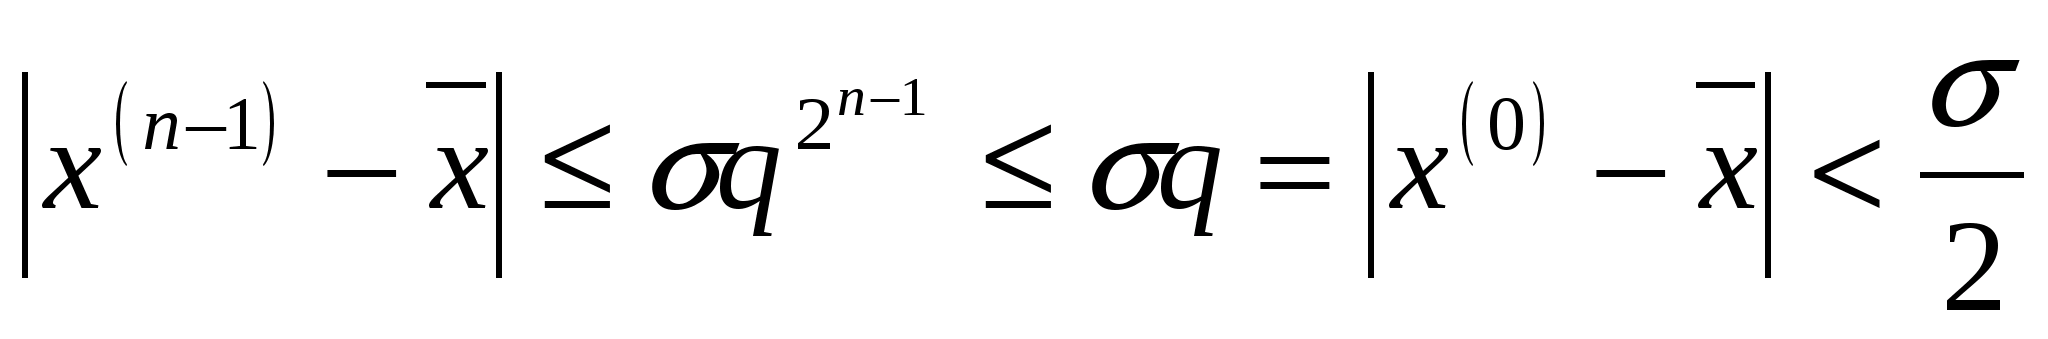 |x^(n−1) − x̅| ≤ σq^{2^{n−1}} ≤ σq = |x^(0) − x̅| < σ/2